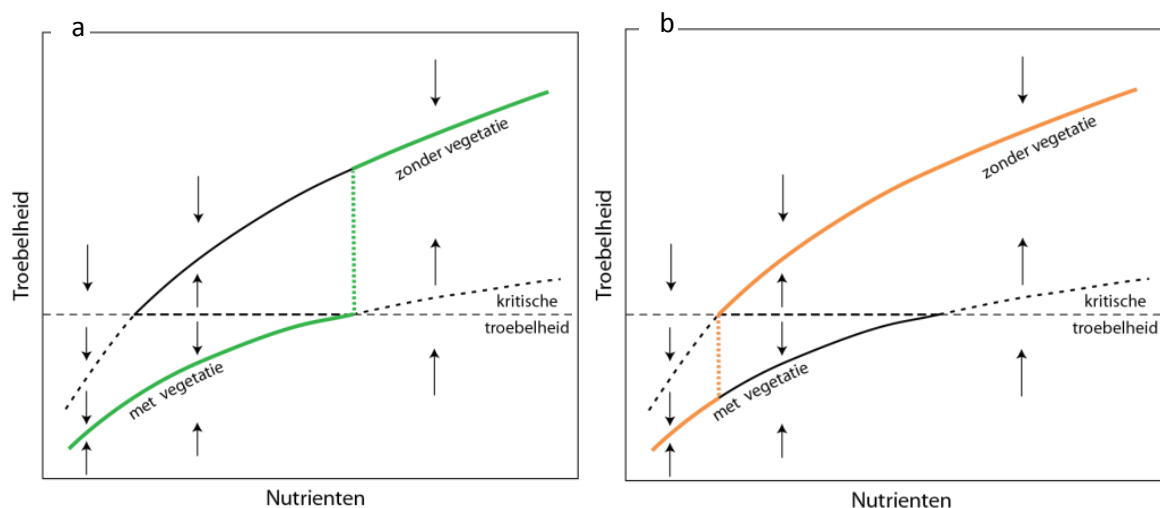 a
Troebelheid
zonder vegetatie
kritische
troebelheid
met vegetatie
Nutrienten
b
Troebelheid
zonder vegetatie
kritische
troebelheid
met vegetatie
Nutrienten